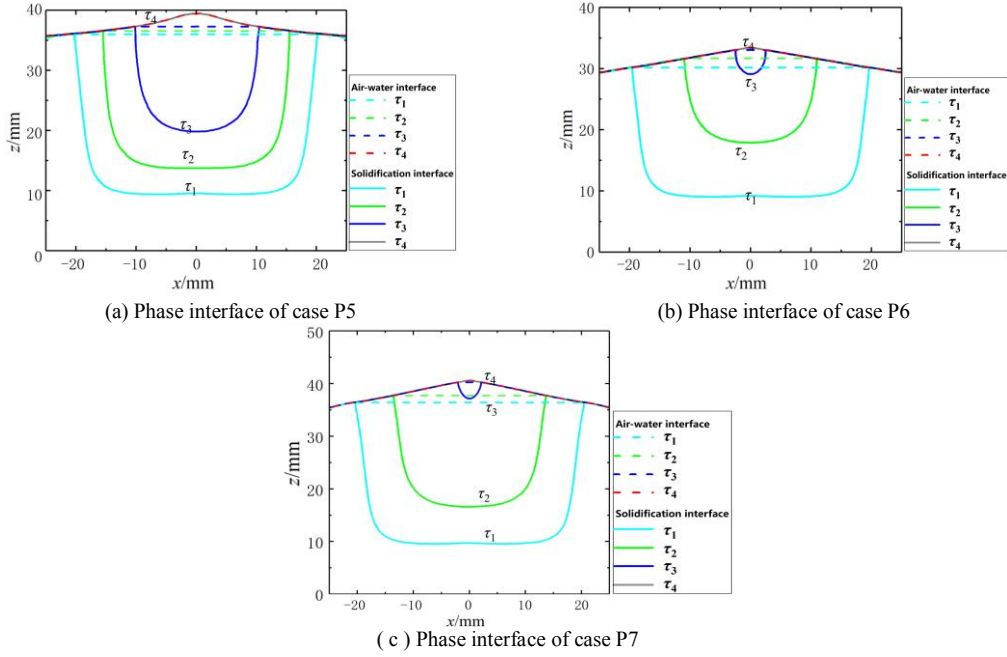 τ4
40
30
z/mm
20
10
0
τ3
τ2
τ1
-20
-10
0
10
20
x/mm
Air-water interface
τ1
τ2
τ3
τ4
Solidification interface
τ1
τ2
τ3
τ4
(a) Phase interface of case P5
40
30
z/mm
20
10
0
τ4
τ3
τ2
τ1
-20
-10
0
10
20
x/mm
Air-water interface
τ1
τ2
τ3
τ4
Solidification interface
τ1
τ2
τ3
τ4
(b) Phase interface of case P6
50
40
30
z/mm
20
10
0
τ4
τ3
τ2
τ1
-20
-10
0
10
20
x/mm
Air-water interface
τ1
τ2
τ3
τ4
Solidification interface
τ1
τ2
τ3
τ4
( c ) Phase interface of case P7